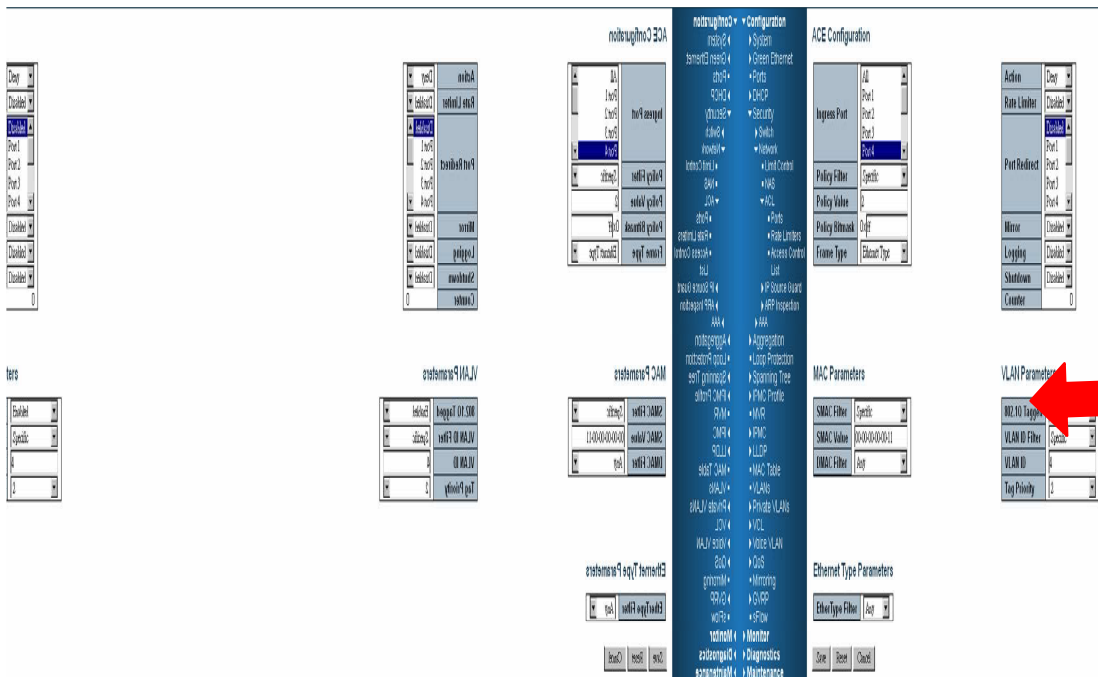 Configuration
System
Green Ethernet
Ports
DHCP
Security
Switch
Network
Limit Control
NAS
ACL
Ports
Rate Limiters
Access Control
List
IP Source Guard
ARP Inspection
AAA
Aggregation
Loop Protection
Spanning Tree
IPMC Profile
MVR
IPMC
LLDP
MAC Table
VLANs
Private VLANs
VCL
Voice VLAN
QoS
Mirroring
GVRP
sFlow
Monitor
Diagnostics
Maintenance
ACE Configuration
Ingress Port
All
Port 1
Port 2
Port 3
Port 4
Policy Filter Specific
Policy Value 2
Policy Bitmask 0xff
Frame Type Ethernet Type
Action Deny
Rate Limiter Disabled
Port Redirect
Disabled
Port 1
Port 2
Port 3
Port 4
Mirror Disabled
Logging Disabled
Shutdown Disabled
Counter 0
MAC Parameters
SMAC Filter Specific
SMAC Value 00-00-00-00-00-11
DMAC Filter Any
VLAN Parameters
802.1Q Tagged
VLAN ID Filter Specific
VLAN ID 4
Tag Priority 2
Ethernet Type Parameters
EtherType Filter Any
Save Reset Cancel